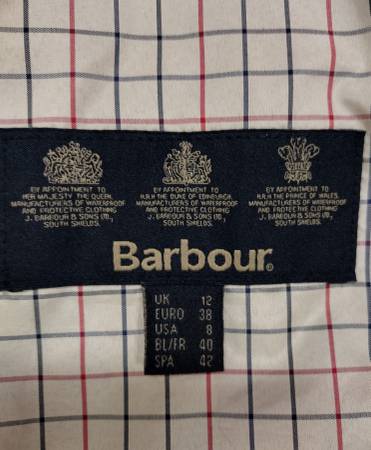 BY APPOINTMENT TO
HER MAJESTY THE QUEEN.
MANUFACTURERS OF WATERPROOF
AND PROTECTIVE CLOTHING
J. BARBOUR & SONS LTD.,
SOUTH SHIELDS.
BY APPOINTMENT TO
H.R.H. THE DUKE OF EDINBURGH.
MANUFACTURERS OF WATERPROOF
AND PROTECTIVE CLOTHING
J. BARBOUR & SONS LTD.,
SOUTH SHIELDS.
BY APPOINTMENT TO
H.R.H. THE PRINCE OF WALES.
MANUFACTURERS OF WATERPROOF
AND PROTECTIVE CLOTHING
J. BARBOUR & SONS LTD.,
SOUTH SHIELDS.
Barbour®
UK 12
EURO 38
USA 8
BL/FR 40
SPA 42